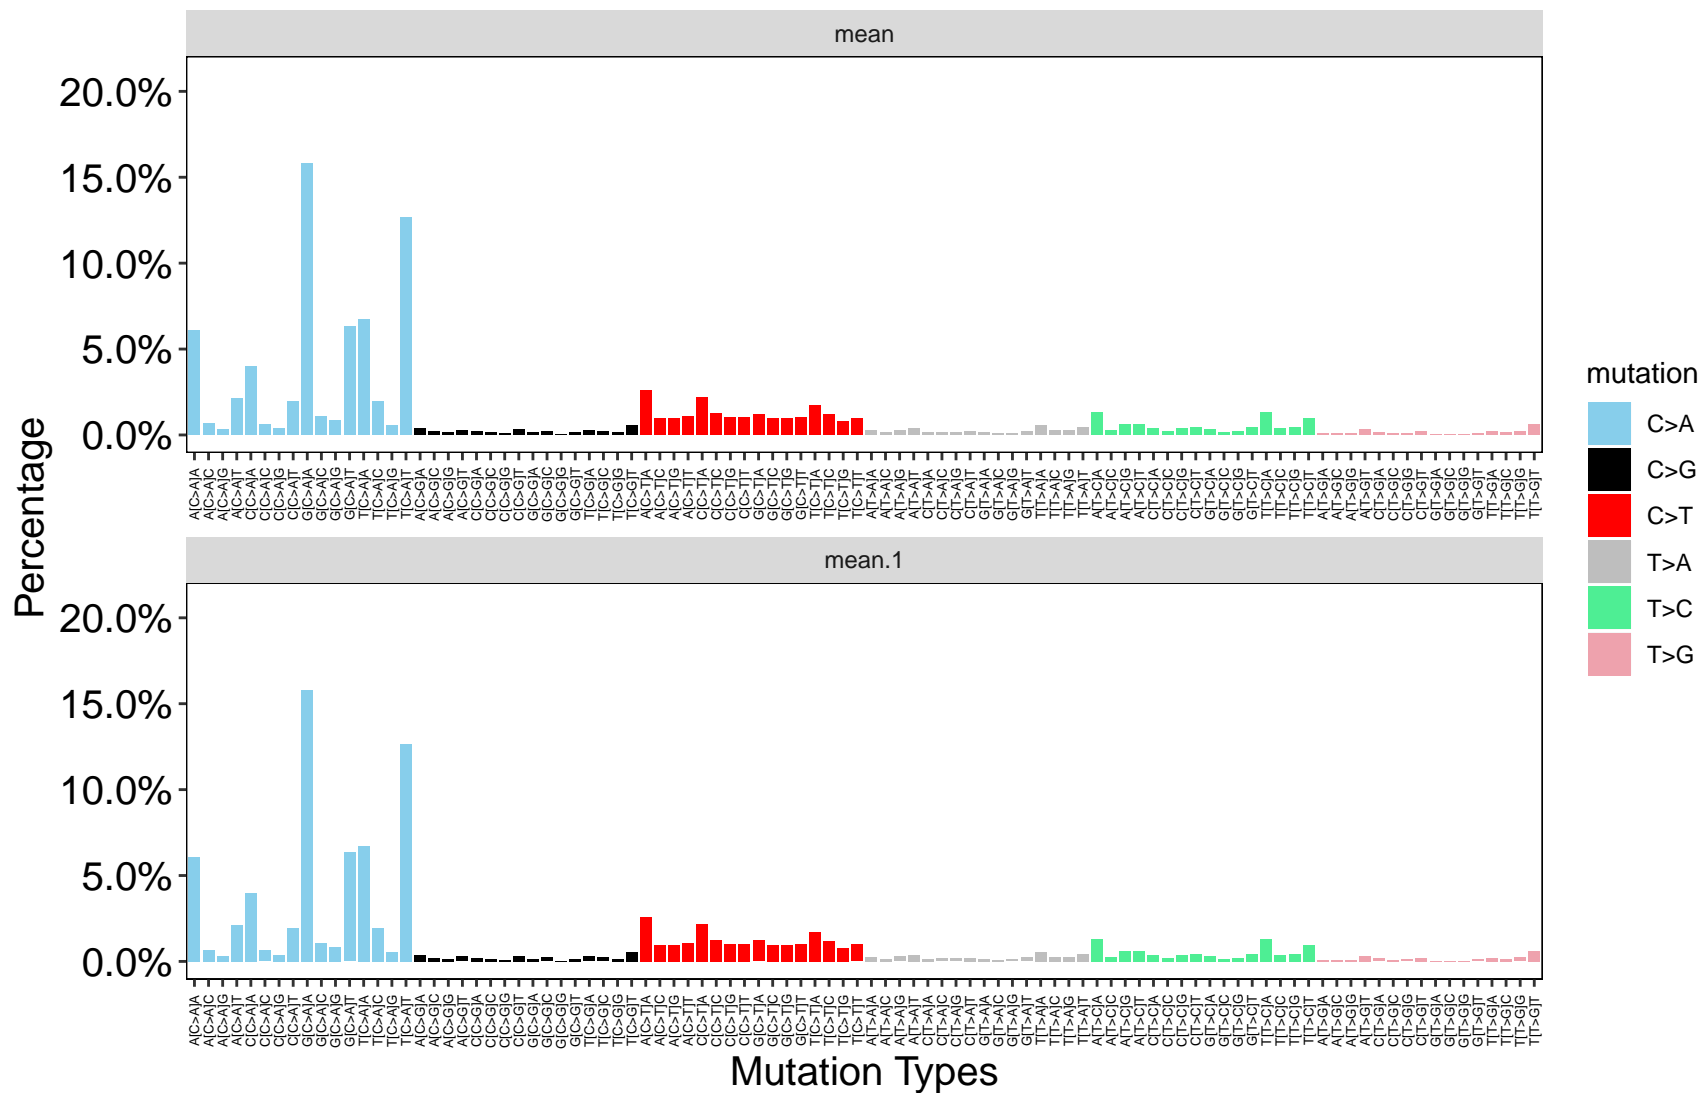 mean
20.0%
15.0%
10.0%
5.0%
0.0%
A[C>A]A A[C>A]C A[C>A]G A[C>A]T C[C>A]A C[C>A]C C[C>A]G C[C>A]T G[C>A]A G[C>A]C G[C>A]G G[C>A]T T[C>A]A T[C>A]C T[C>A]G T[C>A]T A[C>G]A A[C>G]C A[C>G]G A[C>G]T C[C>G]A C[C>G]C C[C>G]G C[C>G]T G[C>G]A G[C>G]C G[C>G]G G[C>G]T T[C>G]A T[C>G]C T[C>G]G T[C>G]T A[C>T]A A[C>T]C A[C>T]G A[C>T]T C[C>T]A C[C>T]C C[C>T]G C[C>T]T G[C>T]A G[C>T]C G[C>T]G G[C>T]T T[C>T]A T[C>T]C T[C>T]G T[C>T]T A[T>A]A A[T>A]C A[T>A]G A[T>A]T C[T>A]A C[T>A]C C[T>A]G C[T>A]T G[T>A]A G[T>A]C G[T>A]G G[T>A]T T[T>A]A T[T>A]C T[T>A]G T[T>A]T A[T>C]A A[T>C]C A[T>C]G A[T>C]T C[T>C]A C[T>C]C C[T>C]G C[T>C]T G[T>C]A G[T>C]C G[T>C]G G[T>C]T T[T>C]A T[T>C]C T[T>C]G T[T>C]T A[T>G]A A[T>G]C A[T>G]G A[T>G]T C[T>G]A C[T>G]C C[T>G]G C[T>G]T G[T>G]A G[T>G]C G[T>G]G G[T>G]T T[T>G]A T[T>G]C T[T>G]G T[T>G]T
mean.1
20.0%
15.0%
10.0%
5.0%
0.0%
A[C>A]A A[C>A]C A[C>A]G A[C>A]T C[C>A]A C[C>A]C C[C>A]G C[C>A]T G[C>A]A G[C>A]C G[C>A]G G[C>A]T T[C>A]A T[C>A]C T[C>A]G T[C>A]T A[C>G]A A[C>G]C A[C>G]G A[C>G]T C[C>G]A C[C>G]C C[C>G]G C[C>G]T G[C>G]A G[C>G]C G[C>G]G G[C>G]T T[C>G]A T[C>G]C T[C>G]G T[C>G]T A[C>T]A A[C>T]C A[C>T]G A[C>T]T C[C>T]A C[C>T]C C[C>T]G C[C>T]T G[C>T]A G[C>T]C G[C>T]G G[C>T]T T[C>T]A T[C>T]C T[C>T]G T[C>T]T A[T>A]A A[T>A]C A[T>A]G A[T>A]T C[T>A]A C[T>A]C C[T>A]G C[T>A]T G[T>A]A G[T>A]C G[T>A]G G[T>A]T T[T>A]A T[T>A]C T[T>A]G T[T>A]T A[T>C]A A[T>C]C A[T>C]G A[T>C]T C[T>C]A C[T>C]C C[T>C]G C[T>C]T G[T>C]A G[T>C]C G[T>C]G G[T>C]T T[T>C]A T[T>C]C T[T>C]G T[T>C]T A[T>G]A A[T>G]C A[T>G]G A[T>G]T C[T>G]A C[T>G]C C[T>G]G C[T>G]T G[T>G]A G[T>G]C G[T>G]G G[T>G]T T[T>G]A T[T>G]C T[T>G]G T[T>G]T
Percentage
Mutation Types
mutation
C>A
C>G
C>T
T>A
T>C
T>G